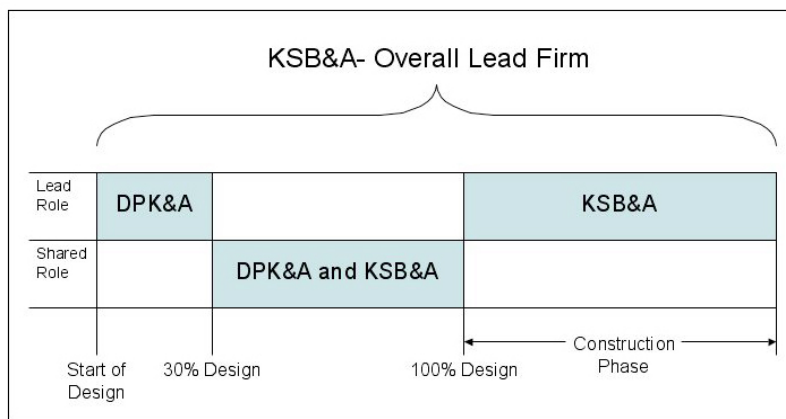 KSB&A- Overall Lead Firm
Lead
Role
DPK&A
KSB&A
Shared
Role
DPK&A and KSB&A
Start of
Design
30% Design
100% Design
Construction
Phase